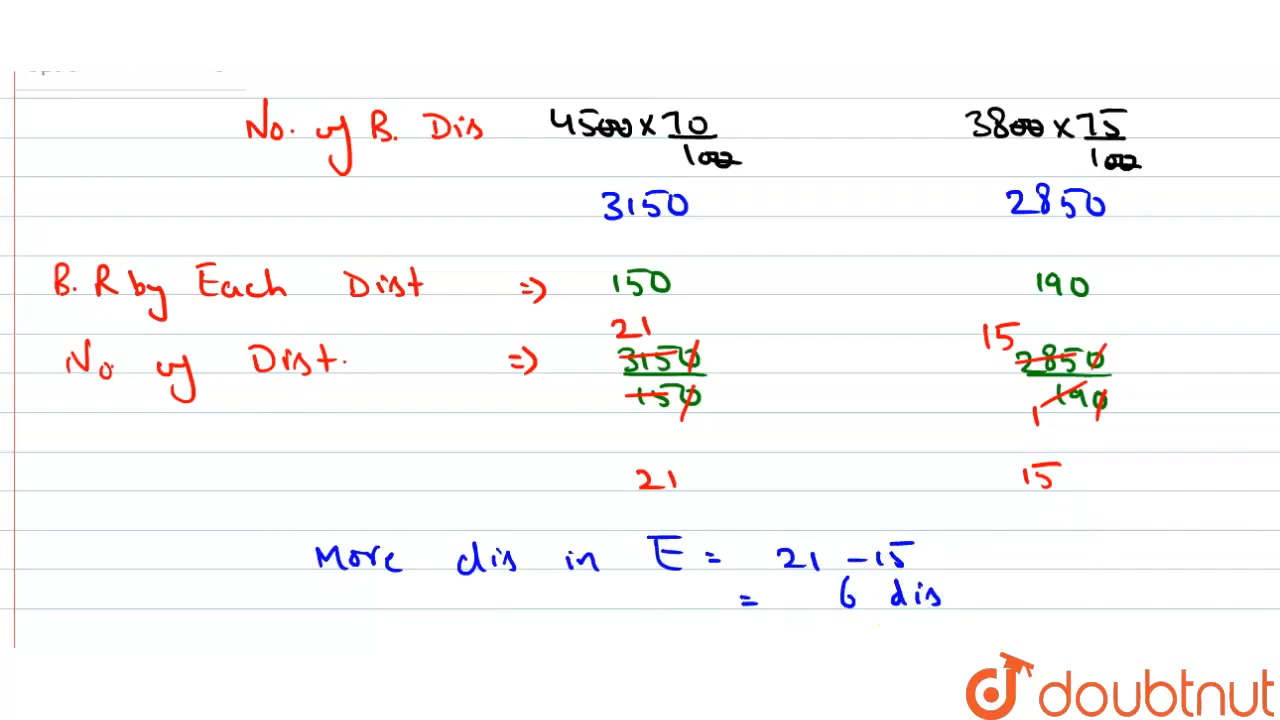 No. of B. Dis 4500 × 70/100 3800 × 75/100
3150 2850
B. R by Each Dist => 150 190
21 15
No of Dist. => 3150/150 2850/190
1
21 15
More dis in E = 21 - 15
= 6 dis
doubtnut